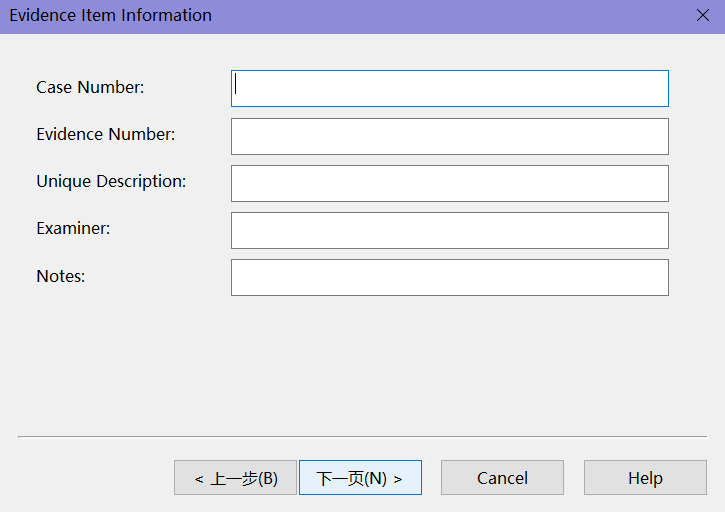 Evidence Item Information
Case Number:
Evidence Number:
Unique Description:
Examiner:
Notes:
< 上一步(B) 下一页(N) > Cancel Help